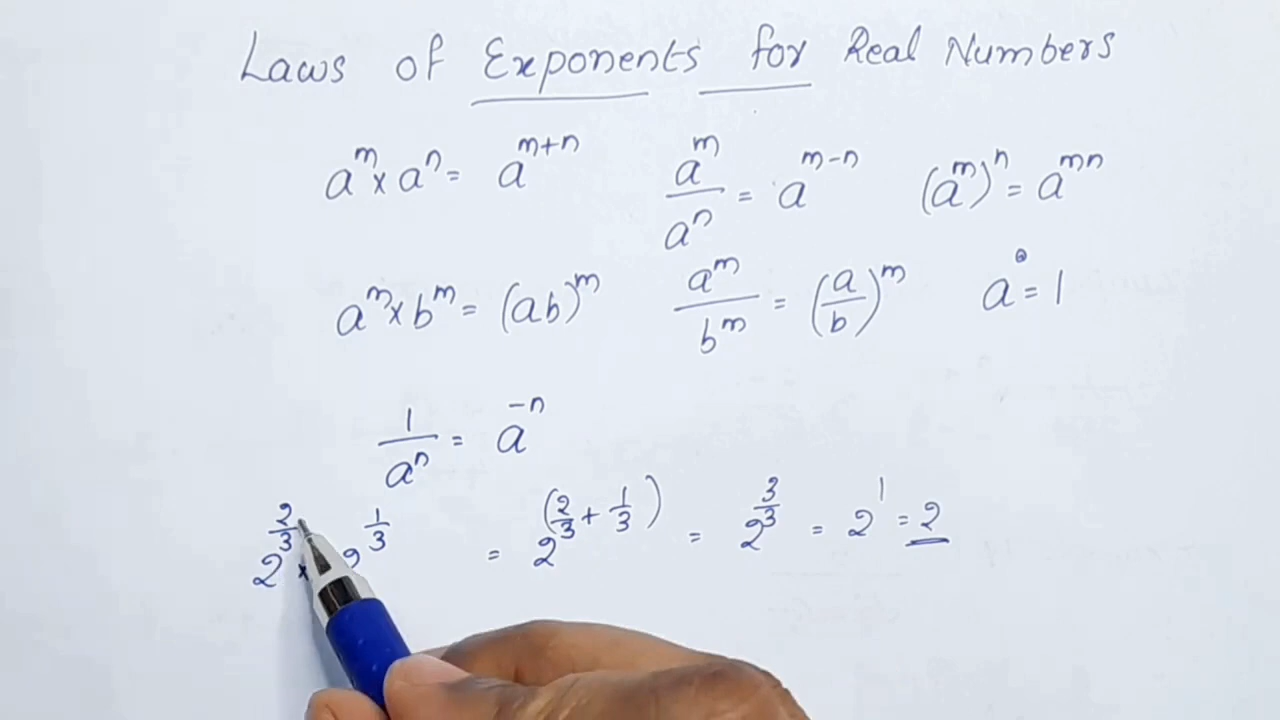 Laws of Exponents for Real Numbers
a^m × a^n = a^(m+n)   a^m/a^n = a^(m-n)   (a^m)^n = a^(mn)
a^m × b^m = (ab)^m   a^m/b^m = (a/b)^m   a^0 = 1
1/a^n = a^(-n)
2^(2/3) × 2^(1/3) = 2^(2/3 + 1/3) = 2^(3/3) = 2^1 = 2